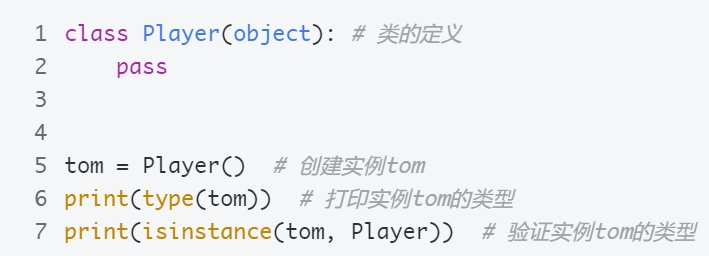 1 class Player(object): # 类的定义
2     pass
3
4
5 tom = Player()  # 创建实例tom
6 print(type(tom))  # 打印实例tom的类型
7 print(isinstance(tom, Player))  # 验证实例tom的类型